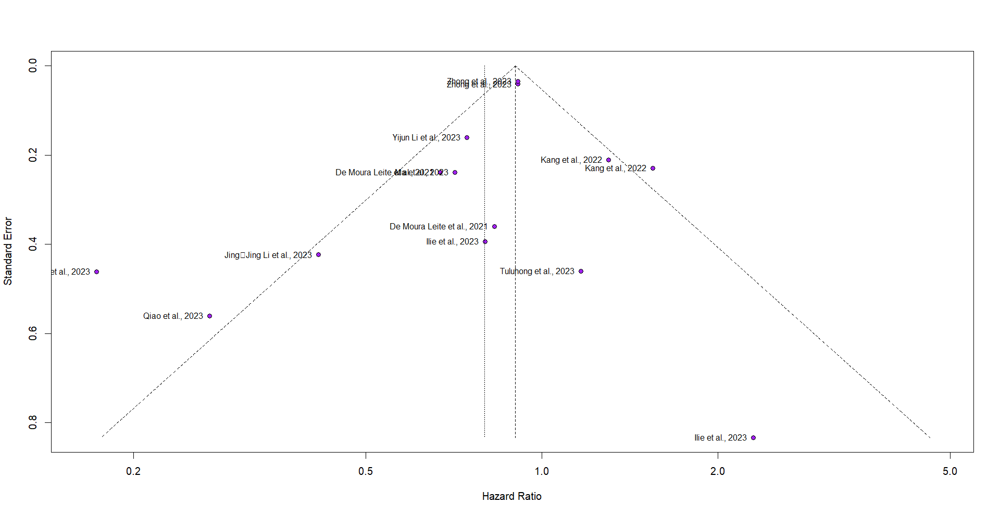 0.0
0.2
0.4
0.6
0.8
Standard Error
Zhong et al., 2023
Zhong et al., 2023
Yijun Li et al., 2023
Kang et al., 2022
Kang et al., 2022
De Moura Leite et al., 2021
Ma et al., 2023
De Moura Leite et al., 2021
Ilie et al., 2023
Jing□Jing Li et al., 2023
et al., 2023
Tuluhong et al., 2023
Qiao et al., 2023
Ilie et al., 2023
0.2
0.5
1.0
2.0
5.0
Hazard Ratio